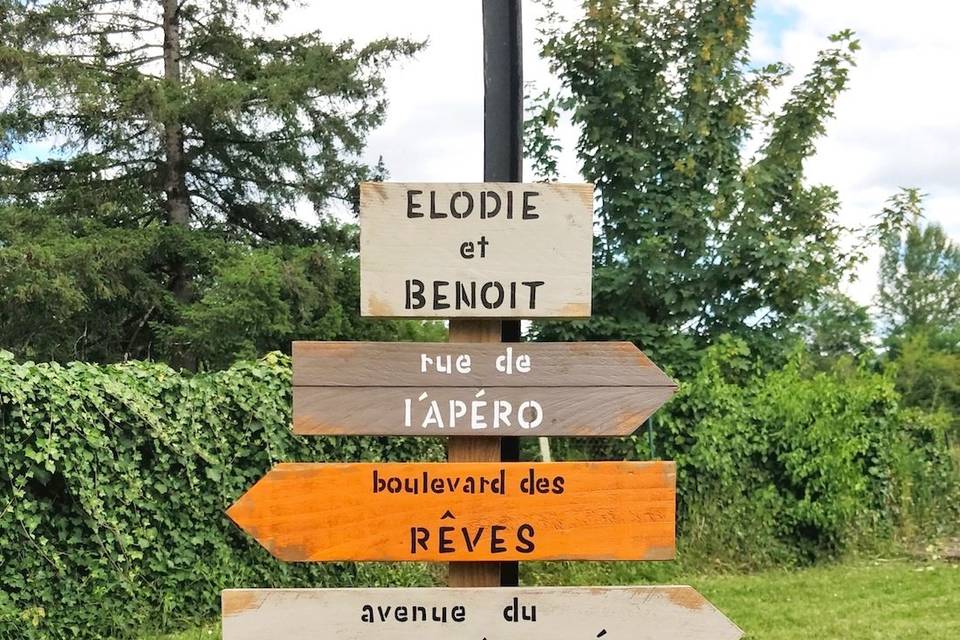 ELODIE
et
BENOIT
rue de
l'APÉRO
boulevard des
RÊVES
avenue du